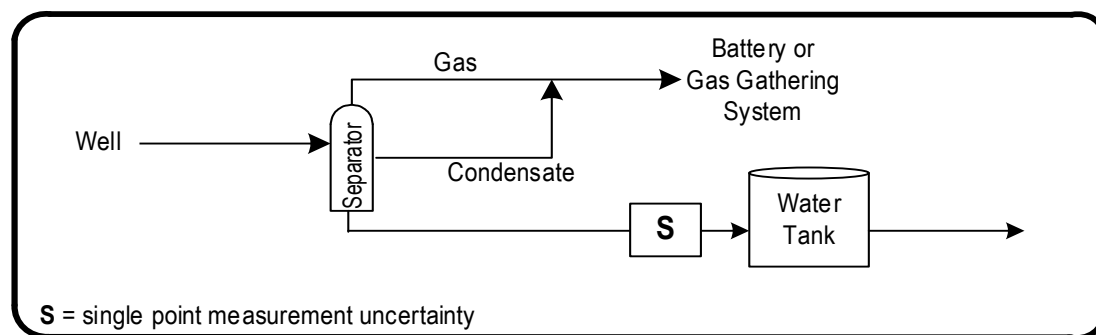 Gas
Battery or
Gas Gathering
System
Well
Separator
Condensate
S
Water
Tank
S = single point measurement uncertainty